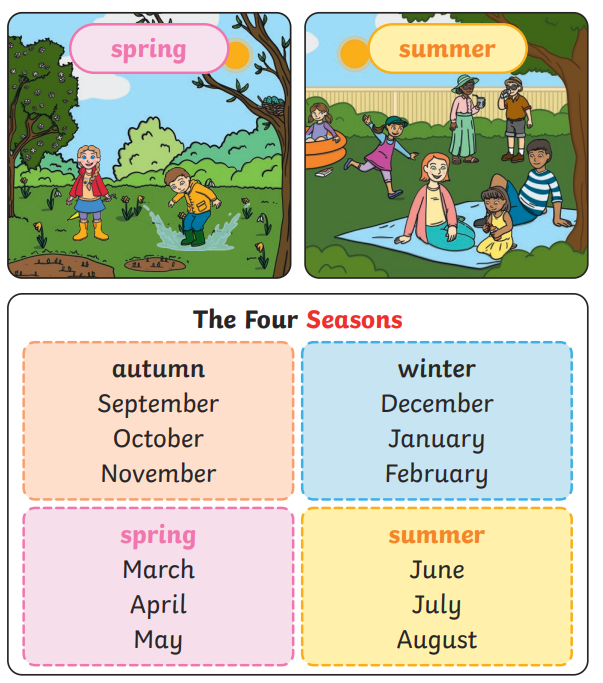 spring
summer
The Four Seasons
autumn
September
October
November
winter
December
January
February
spring
March
April
May
summer
June
July
August